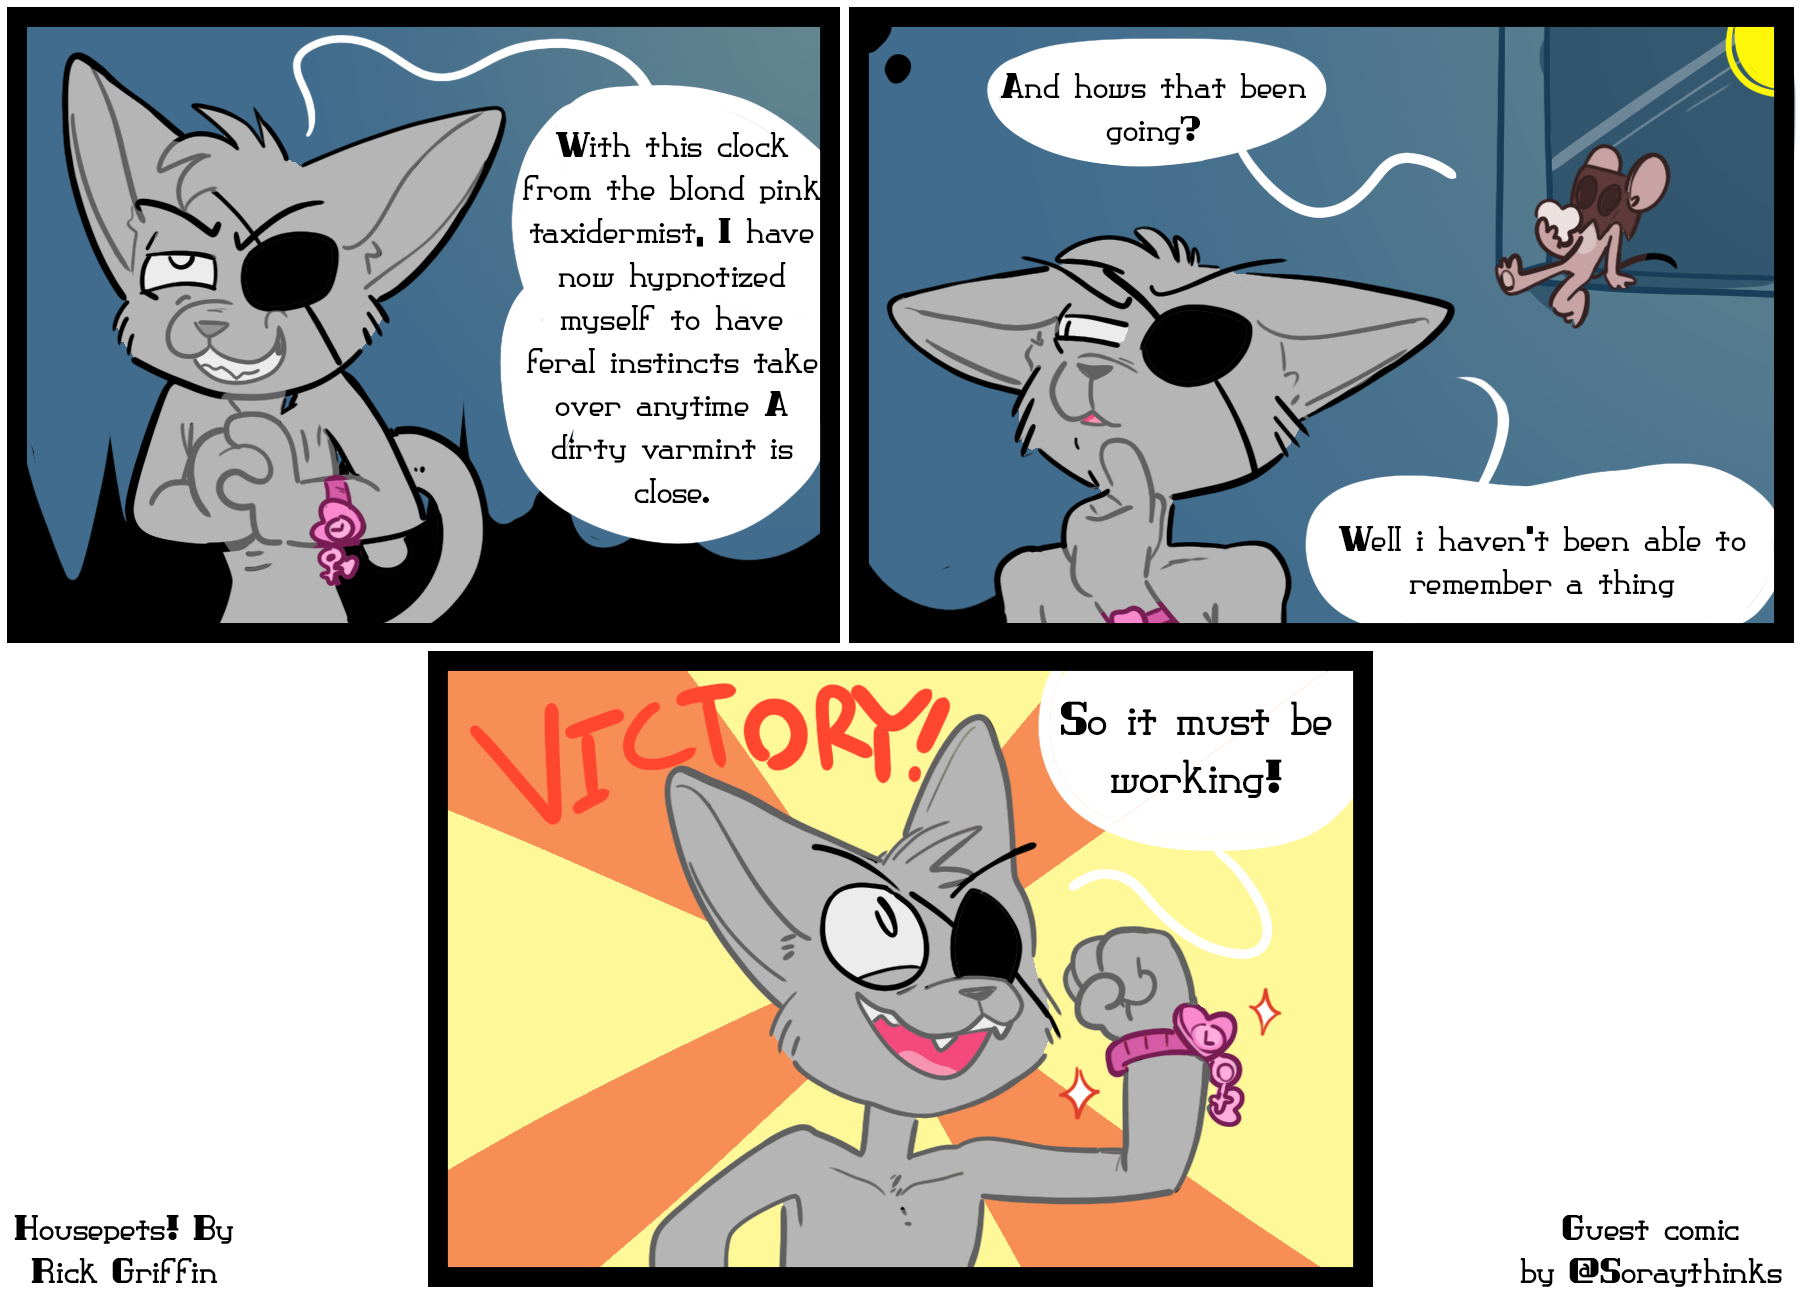 With this clock
from the blond pink
taxidermist, I have
now hypnotized
myself to have
feral instincts take
over anytime A
dirty varmint is
close.
And hows that been
going?
Well i haven't been able to
remember a thing
VICTORY!
So it must be
working!
Housepets! By
Rick Griffin
Guest comic
by @Soraythinks